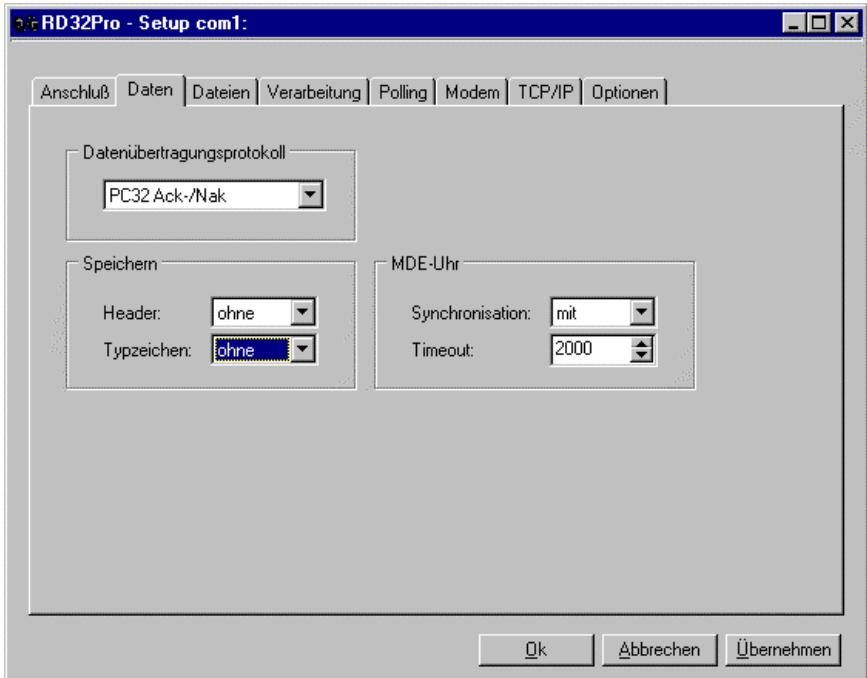 RD32Pro - Setup com1:
Anschluß Daten Dateien Verarbeitung Polling Modem TCP/IP Optionen
Datenübertragungsprotokoll
PC32 Ack-/Nak
Speichern
Header: ohne
Typzeichen: ohne
MDE-Uhr
Synchronisation: mit
Timeout: 2000
Ok Abbrechen Übernehmen